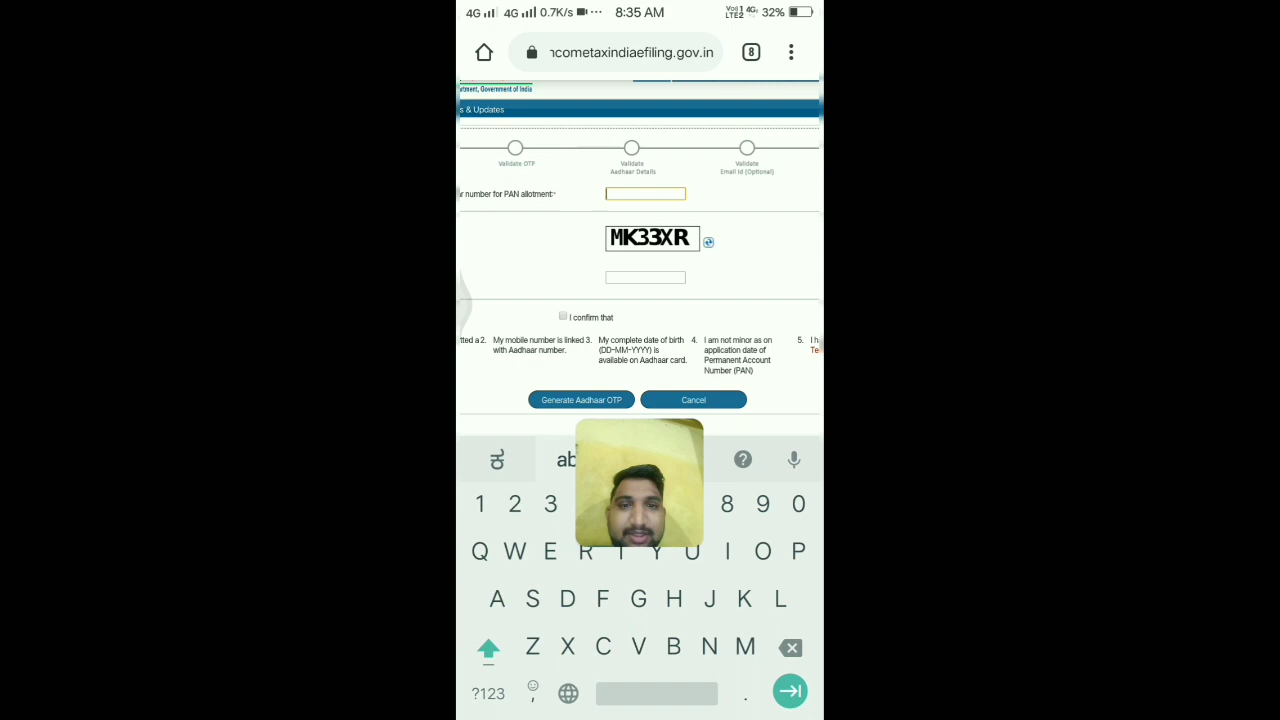 4G 4G 0.7K/s ··· 8:35 AM Vo) 1 LTE2 4G 32%
ncometaxindiaefiling.gov.in 8
rtment, Government of India
s & Updates
Validate OTP Validate Aadhaar Details Validate Email Id (Optional)
r number for PAN allotment:*
MK33XR
I confirm that
tted a 2. My mobile number is linked 3. My complete date of birth 4. I am not minor as on 5. I h
with Aadhaar number. (DD-MM-YYYY) is application date of Te
available on Aadhaar card. Permanent Account
Number (PAN)
Generate Aadhaar OTP Cancel
ಕ ab ?
1 2 3 8 9 0
Q W E R T Y U I O P
A S D F G H J K L
Z X C V B N M
?123 , .